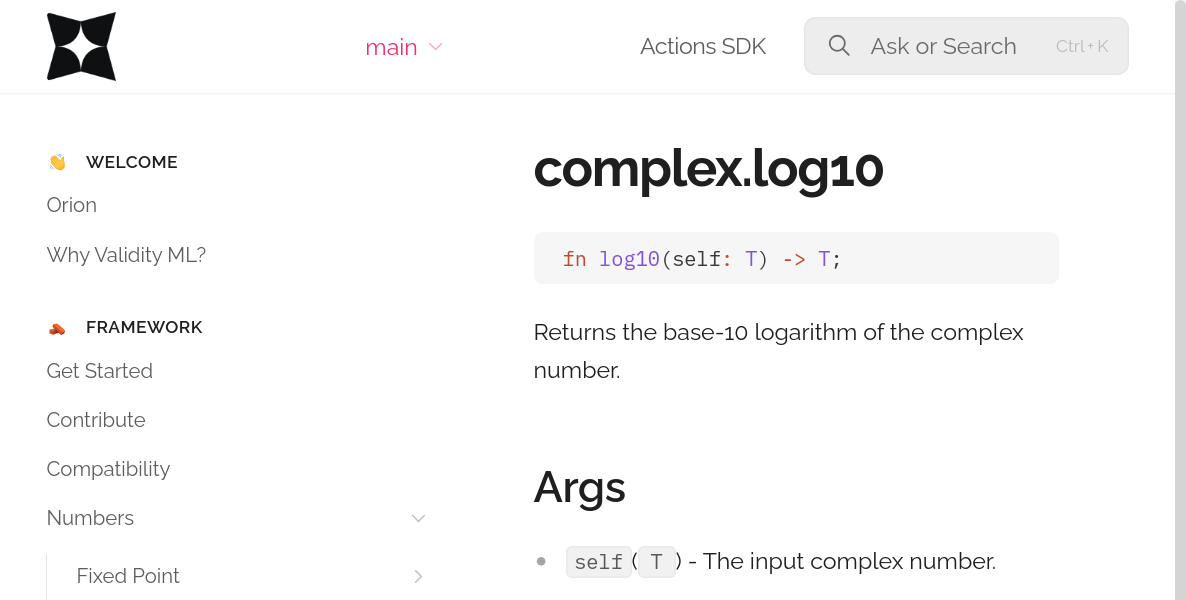 main
Actions SDK
Ask or Search
Ctrl + K
WELCOME
Orion
Why Validity ML?
FRAMEWORK
Get Started
Contribute
Compatibility
Numbers
Fixed Point
complex.log10
fn log10(self: T) -> T;
Returns the base-10 logarithm of the complex
number.
Args
self(T) - The input complex number.